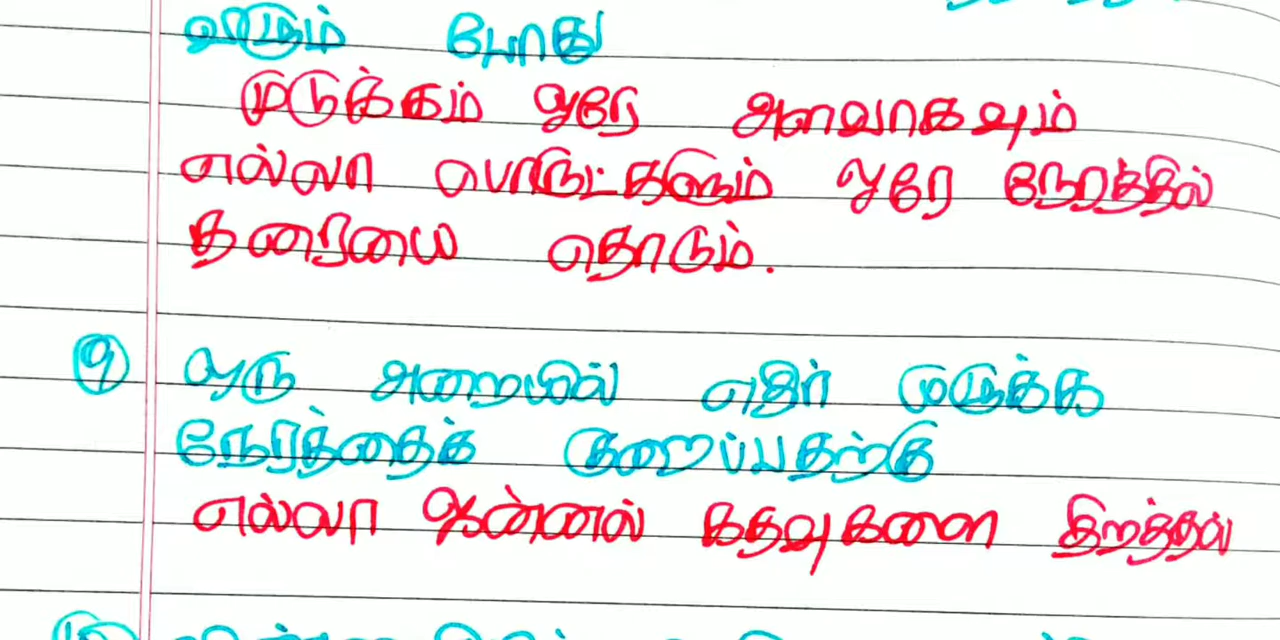 வரும் போது
முடுக்கம் ஒரே அளவாகவும்
எல்லா பொருட்களும் ஒரே நேரத்தில்
தரையை தொடும்.
9 ஒரு அறையில் எதிர் முடுக்க
நேரத்தைக் குறைப்பதற்கு
எல்லா ஜன்னல் கதவுகளை திறத்தல்